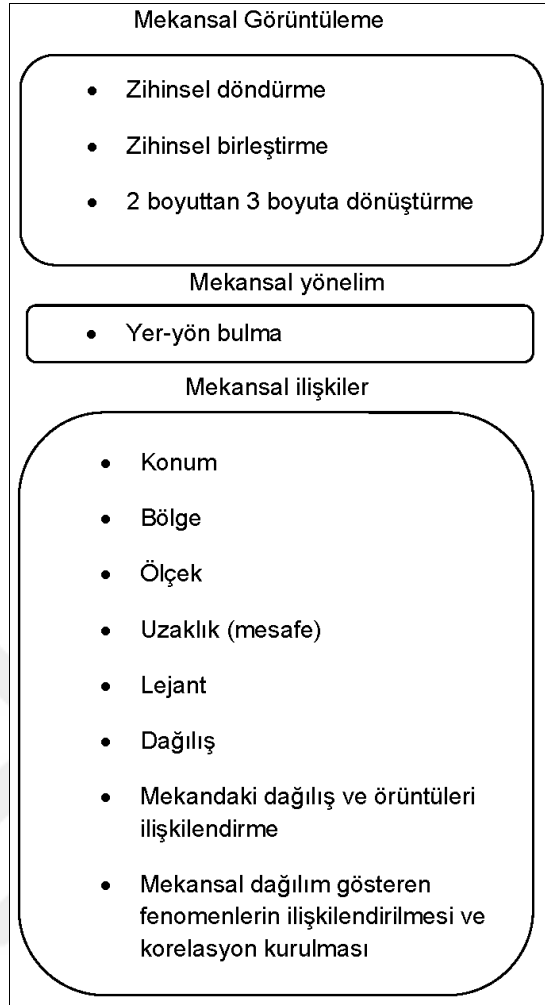 Mekansal Görüntüleme
• Zihinsel döndürme
• Zihinsel birleştirme
• 2 boyuttan 3 boyuta dönüştürme
Mekansal yönelim
• Yer-yön bulma
Mekansal ilişkiler
• Konum
• Bölge
• Ölçek
• Uzaklık (mesafe)
• Lejant
• Dağılış
• Mekandaki dağılış ve örüntüleri
ilişkilendirme
• Mekansal dağılım gösteren
fenomenlerin ilişkilendirilmesi ve
korelasyon kurulması